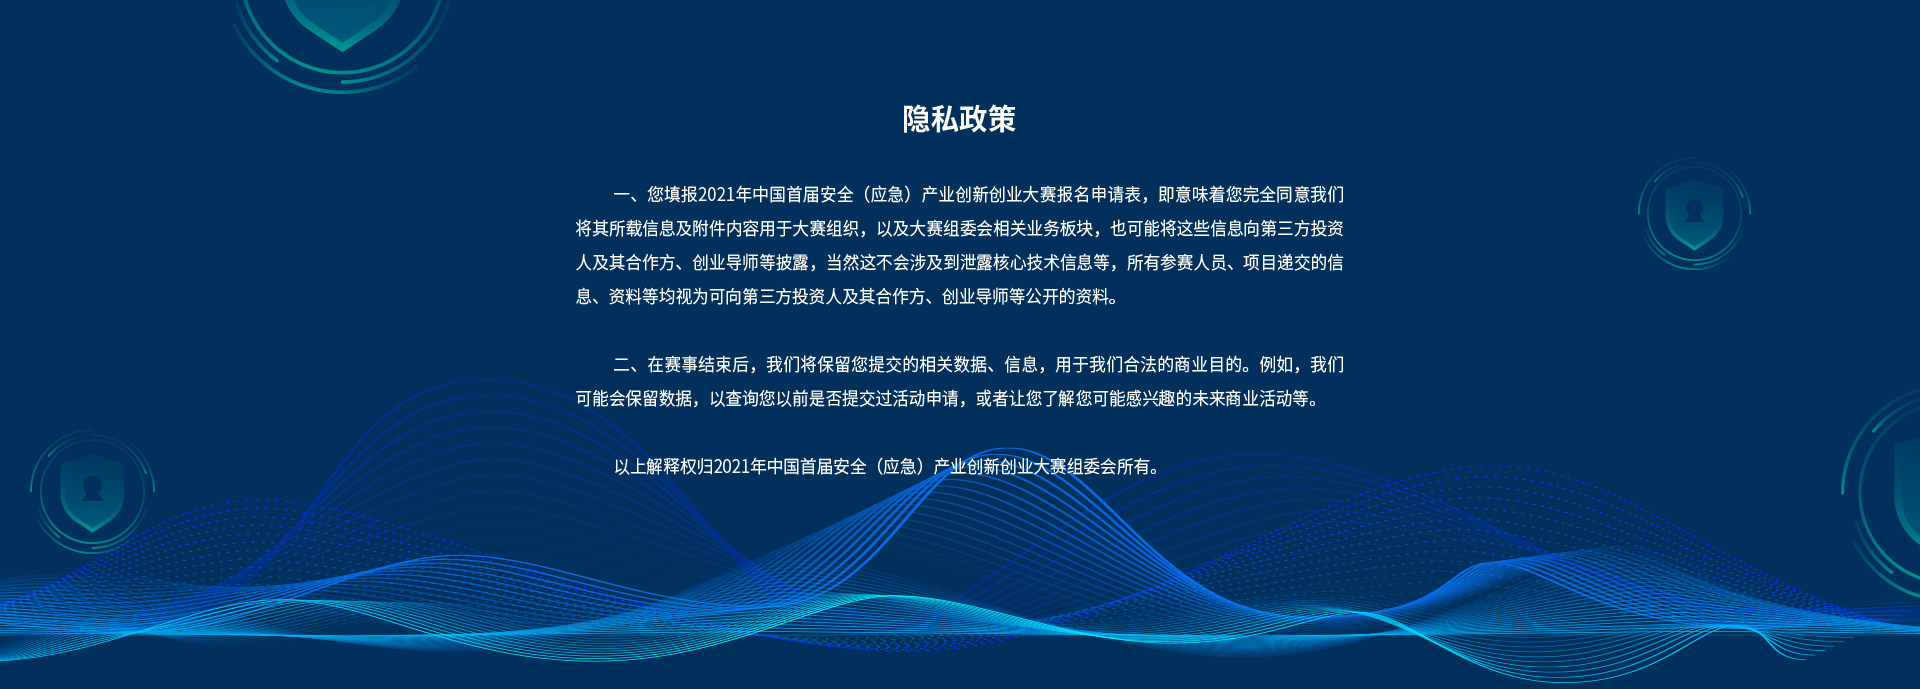 隐私政策
一、您填报2021年中国首届安全（应急）产业创新创业大赛报名申请表，即意味着您完全同意我们
将其所载信息及附件内容用于大赛组织，以及大赛组委会相关业务板块，也可能将这些信息向第三方投资
人及其合作方、创业导师等披露，当然这不会涉及到泄露核心技术信息等，所有参赛人员、项目递交的信
息、资料等均视为可向第三方投资人及其合作方、创业导师等公开的资料。
二、在赛事结束后，我们将保留您提交的相关数据、信息，用于我们合法的商业目的。例如，我们
可能会保留数据，以查询您以前是否提交过活动申请，或者让您了解您可能感兴趣的未来商业活动等。
以上解释权归2021年中国首届安全（应急）产业创新创业大赛组委会所有。